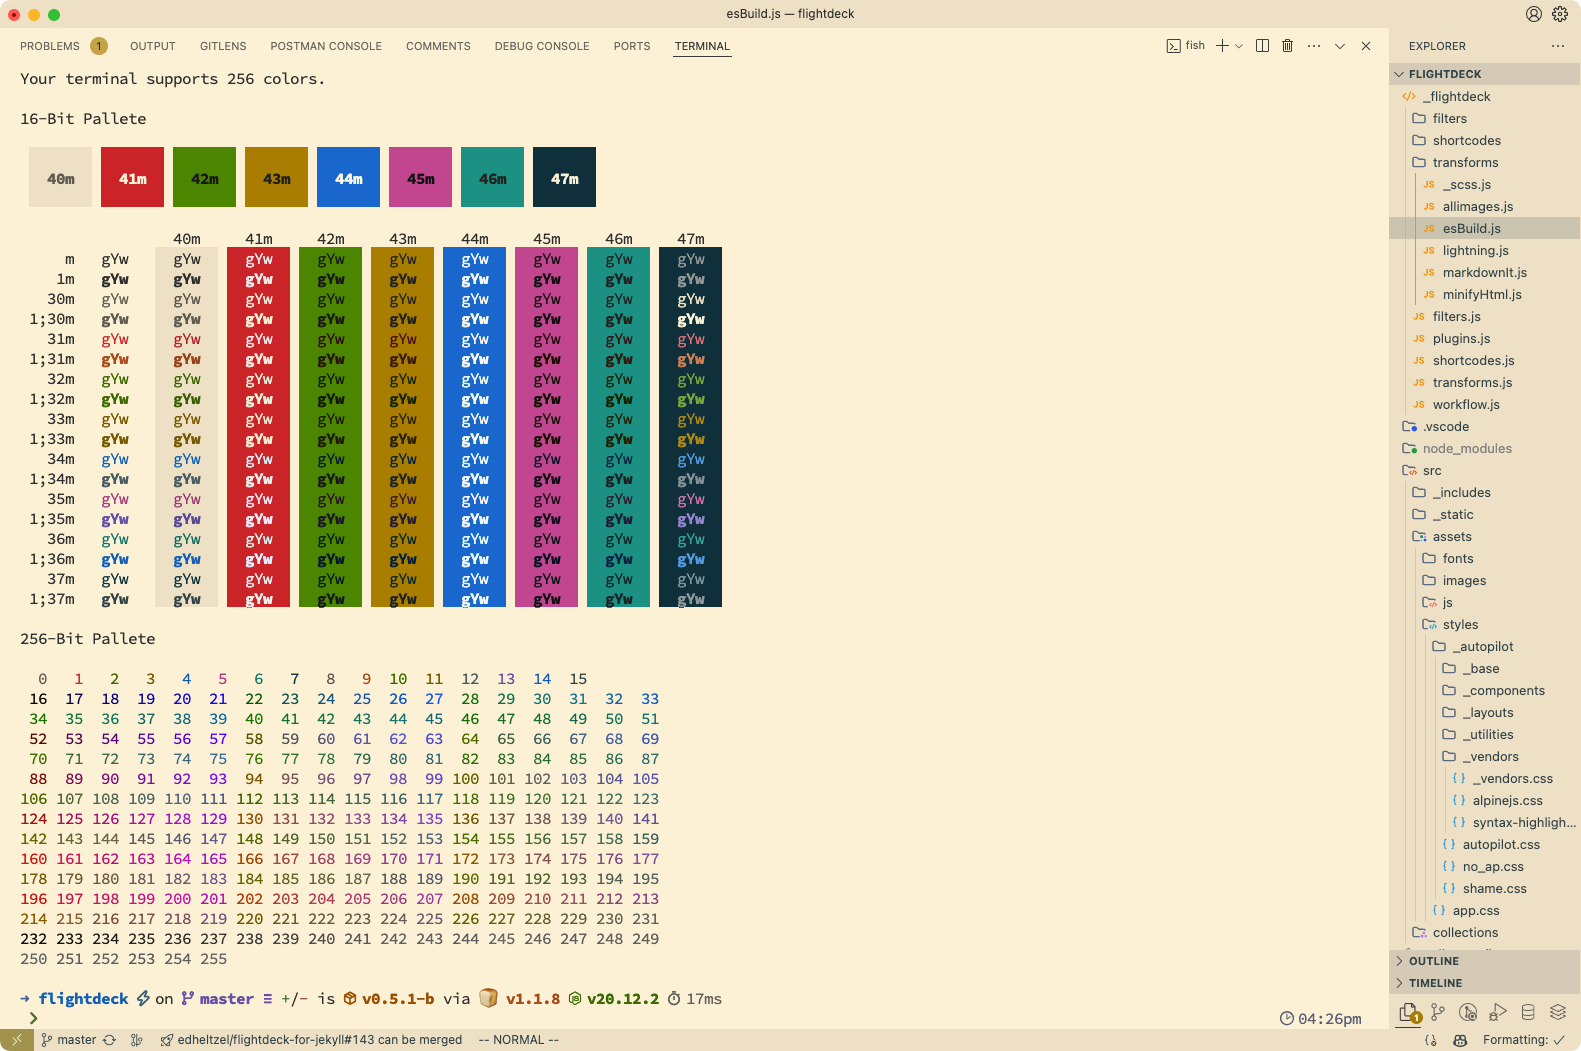 esBuild.js — flightdeck
PROBLEMS 1 OUTPUT GITLENS POSTMAN CONSOLE COMMENTS DEBUG CONSOLE PORTS TERMINAL
fish
Your terminal supports 256 colors.
16-Bit Pallete
40m 41m 42m 43m 44m 45m 46m 47m
40m 41m 42m 43m 44m 45m 46m 47m
m gYw gYw gYw gYw gYw gYw gYw gYw gYw
1m gYw gYw gYw gYw gYw gYw gYw gYw gYw
30m gYw gYw gYw gYw gYw gYw gYw gYw gYw
1;30m gYw gYw gYw gYw gYw gYw gYw gYw gYw
31m gYw gYw gYw gYw gYw gYw gYw gYw gYw
1;31m gYw gYw gYw gYw gYw gYw gYw gYw gYw
32m gYw gYw gYw gYw gYw gYw gYw gYw gYw
1;32m gYw gYw gYw gYw gYw gYw gYw gYw gYw
33m gYw gYw gYw gYw gYw gYw gYw gYw gYw
1;33m gYw gYw gYw gYw gYw gYw gYw gYw gYw
34m gYw gYw gYw gYw gYw gYw gYw gYw gYw
1;34m gYw gYw gYw gYw gYw gYw gYw gYw gYw
35m gYw gYw gYw gYw gYw gYw gYw gYw gYw
1;35m gYw gYw gYw gYw gYw gYw gYw gYw gYw
36m gYw gYw gYw gYw gYw gYw gYw gYw gYw
1;36m gYw gYw gYw gYw gYw gYw gYw gYw gYw
37m gYw gYw gYw gYw gYw gYw gYw gYw gYw
1;37m gYw gYw gYw gYw gYw gYw gYw gYw gYw
256-Bit Pallete
0 1 2 3 4 5 6 7 8 9 10 11 12 13 14 15
16 17 18 19 20 21 22 23 24 25 26 27 28 29 30 31 32 33
34 35 36 37 38 39 40 41 42 43 44 45 46 47 48 49 50 51
52 53 54 55 56 57 58 59 60 61 62 63 64 65 66 67 68 69
70 71 72 73 74 75 76 77 78 79 80 81 82 83 84 85 86 87
88 89 90 91 92 93 94 95 96 97 98 99 100 101 102 103 104 105
106 107 108 109 110 111 112 113 114 115 116 117 118 119 120 121 122 123
124 125 126 127 128 129 130 131 132 133 134 135 136 137 138 139 140 141
142 143 144 145 146 147 148 149 150 151 152 153 154 155 156 157 158 159
160 161 162 163 164 165 166 167 168 169 170 171 172 173 174 175 176 177
178 179 180 181 182 183 184 185 186 187 188 189 190 191 192 193 194 195
196 197 198 199 200 201 202 203 204 205 206 207 208 209 210 211 212 213
214 215 216 217 218 219 220 221 222 223 224 225 226 227 228 229 230 231
232 233 234 235 236 237 238 239 240 241 242 243 244 245 246 247 248 249
250 251 252 253 254 255
→ flightdeck on master ≡ +/- is v0.5.1-b via v1.1.8 v20.12.2 17ms
❯ 04:26pm
EXPLORER
FLIGHTDECK
_flightdeck
filters
shortcodes
transforms
JS _scss.js
JS allimages.js
JS esBuild.js
JS lightning.js
JS markdownIt.js
JS minifyHtml.js
JS filters.js
JS plugins.js
JS shortcodes.js
JS transforms.js
JS workflow.js
.vscode
node_modules
src
_includes
_static
assets
fonts
images
js
styles
_autopilot
_base
_components
_layouts
_utilities
_vendors
{} _vendors.css
{} alpinejs.css
{} syntax-highligh...
{} autopilot.css
{} no_ap.css
{} shame.css
{} app.css
collections
OUTLINE
TIMELINE
1
master edheltzel/flightdeck-for-jekyll#143 can be merged -- NORMAL -- Formatting: ✓